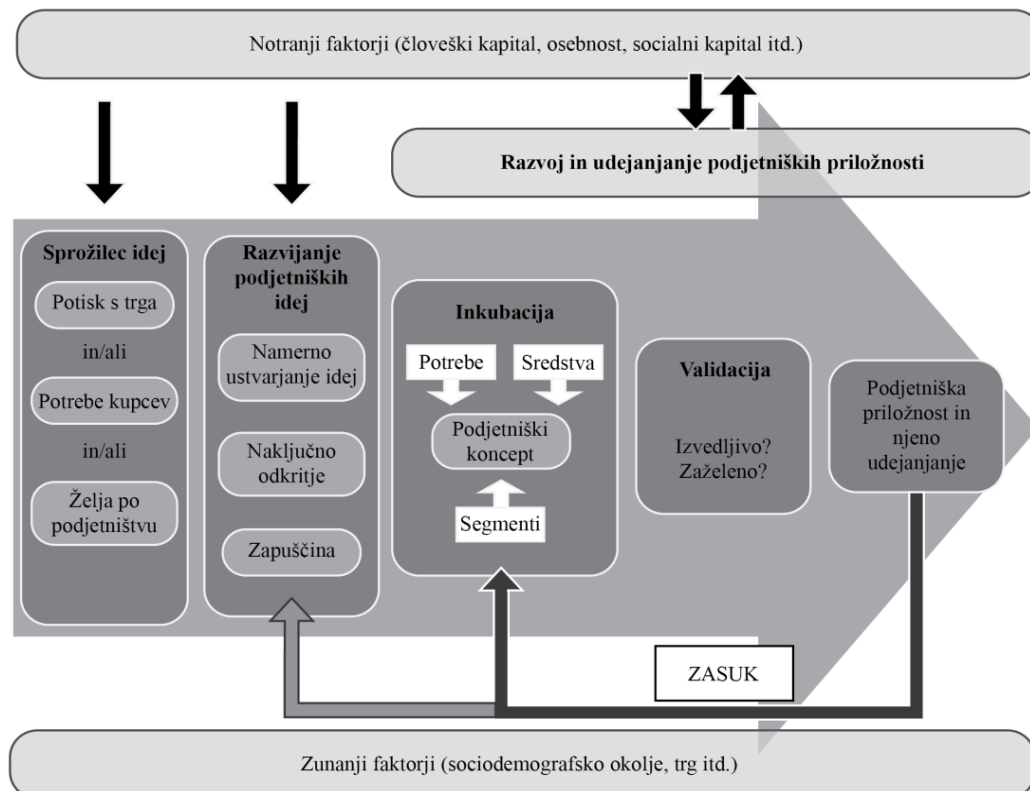 Notranji faktorji (človeški kapital, osebnost, socialni kapital itd.)
Razvoj in udejanjanje podjetniških priložnosti
Sprožilec idej
Potisk s trga
in/ali
Potrebe kupcev
in/ali
Želja po
podjetništvu
Razvijanje
podjetniških
idej
Namerno
ustvarjanje idej
Naključno
odkritje
Zapuščina
Inkubacija
Potrebe
Sredstva
Podjetniški
koncept
Segmenti
Validacija
Izvedljivo?
Zaželeno?
Podjetniška
priložnost in
njeno
udejanjanje
ZASUK
Zunanji faktorji (sociodemografsko okolje, trg itd.)